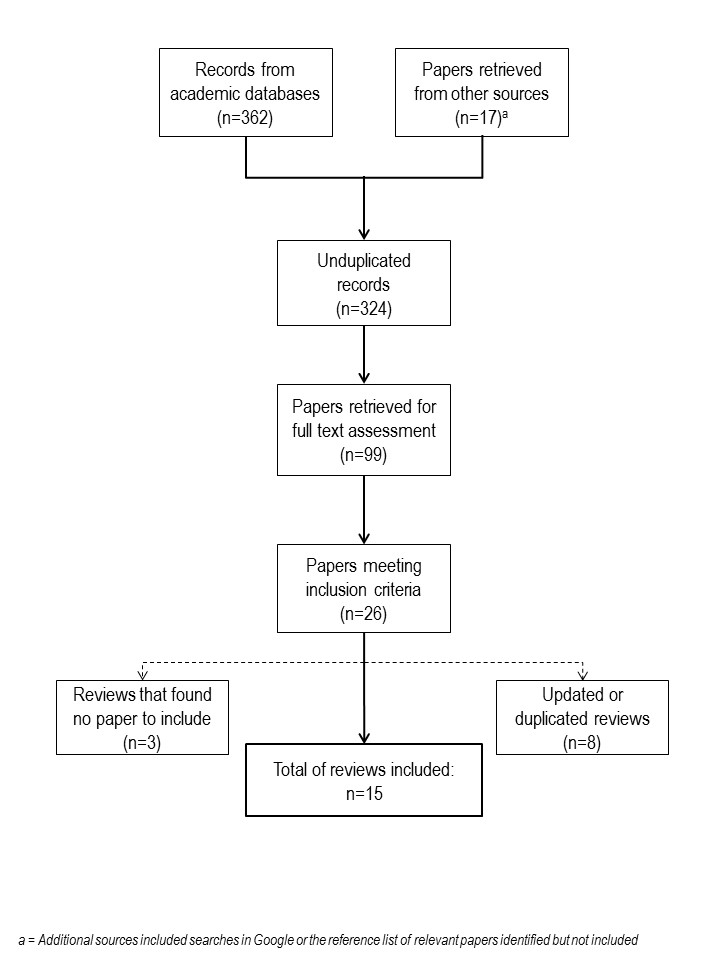 Records from
academic databases
(n=362)
Papers retrieved
from other sources
(n=17)ᵃ
Unduplicated
records
(n=324)
Papers retrieved for
full text assessment
(n=99)
Papers meeting
inclusion criteria
(n=26)
Reviews that found
no paper to include
(n=3)
Updated or
duplicated reviews
(n=8)
Total of reviews included:
n=15
a = Additional sources included searches in Google or the reference list of relevant papers identified but not included